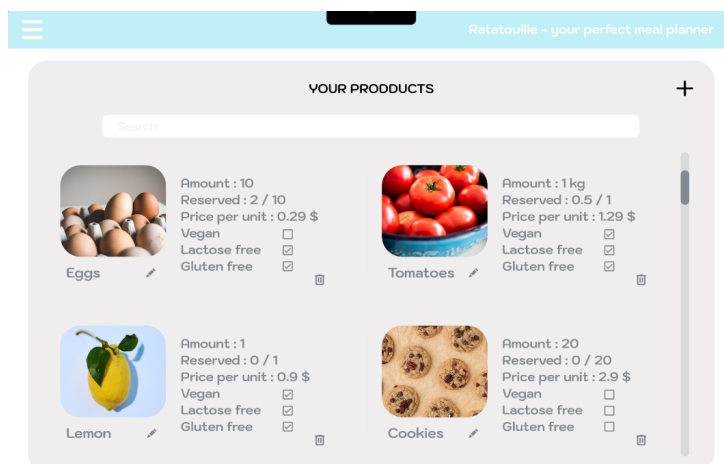 Ratatouille - your perfect meal planner
YOUR PRODDUCTS
Search
Amount : 10
Reserved : 2 / 10
Price per unit : 0.29 $
Vegan
Lactose free
Gluten free
Eggs
Amount : 1 kg
Reserved : 0.5 / 1
Price per unit : 1.29 $
Vegan
Lactose free
Gluten free
Tomatoes
Amount : 1
Reserved : 0 / 1
Price per unit : 0.9 $
Vegan
Lactose free
Gluten free
Lemon
Amount : 20
Reserved : 0 / 20
Price per unit : 2.9 $
Vegan
Lactose free
Gluten free
Cookies